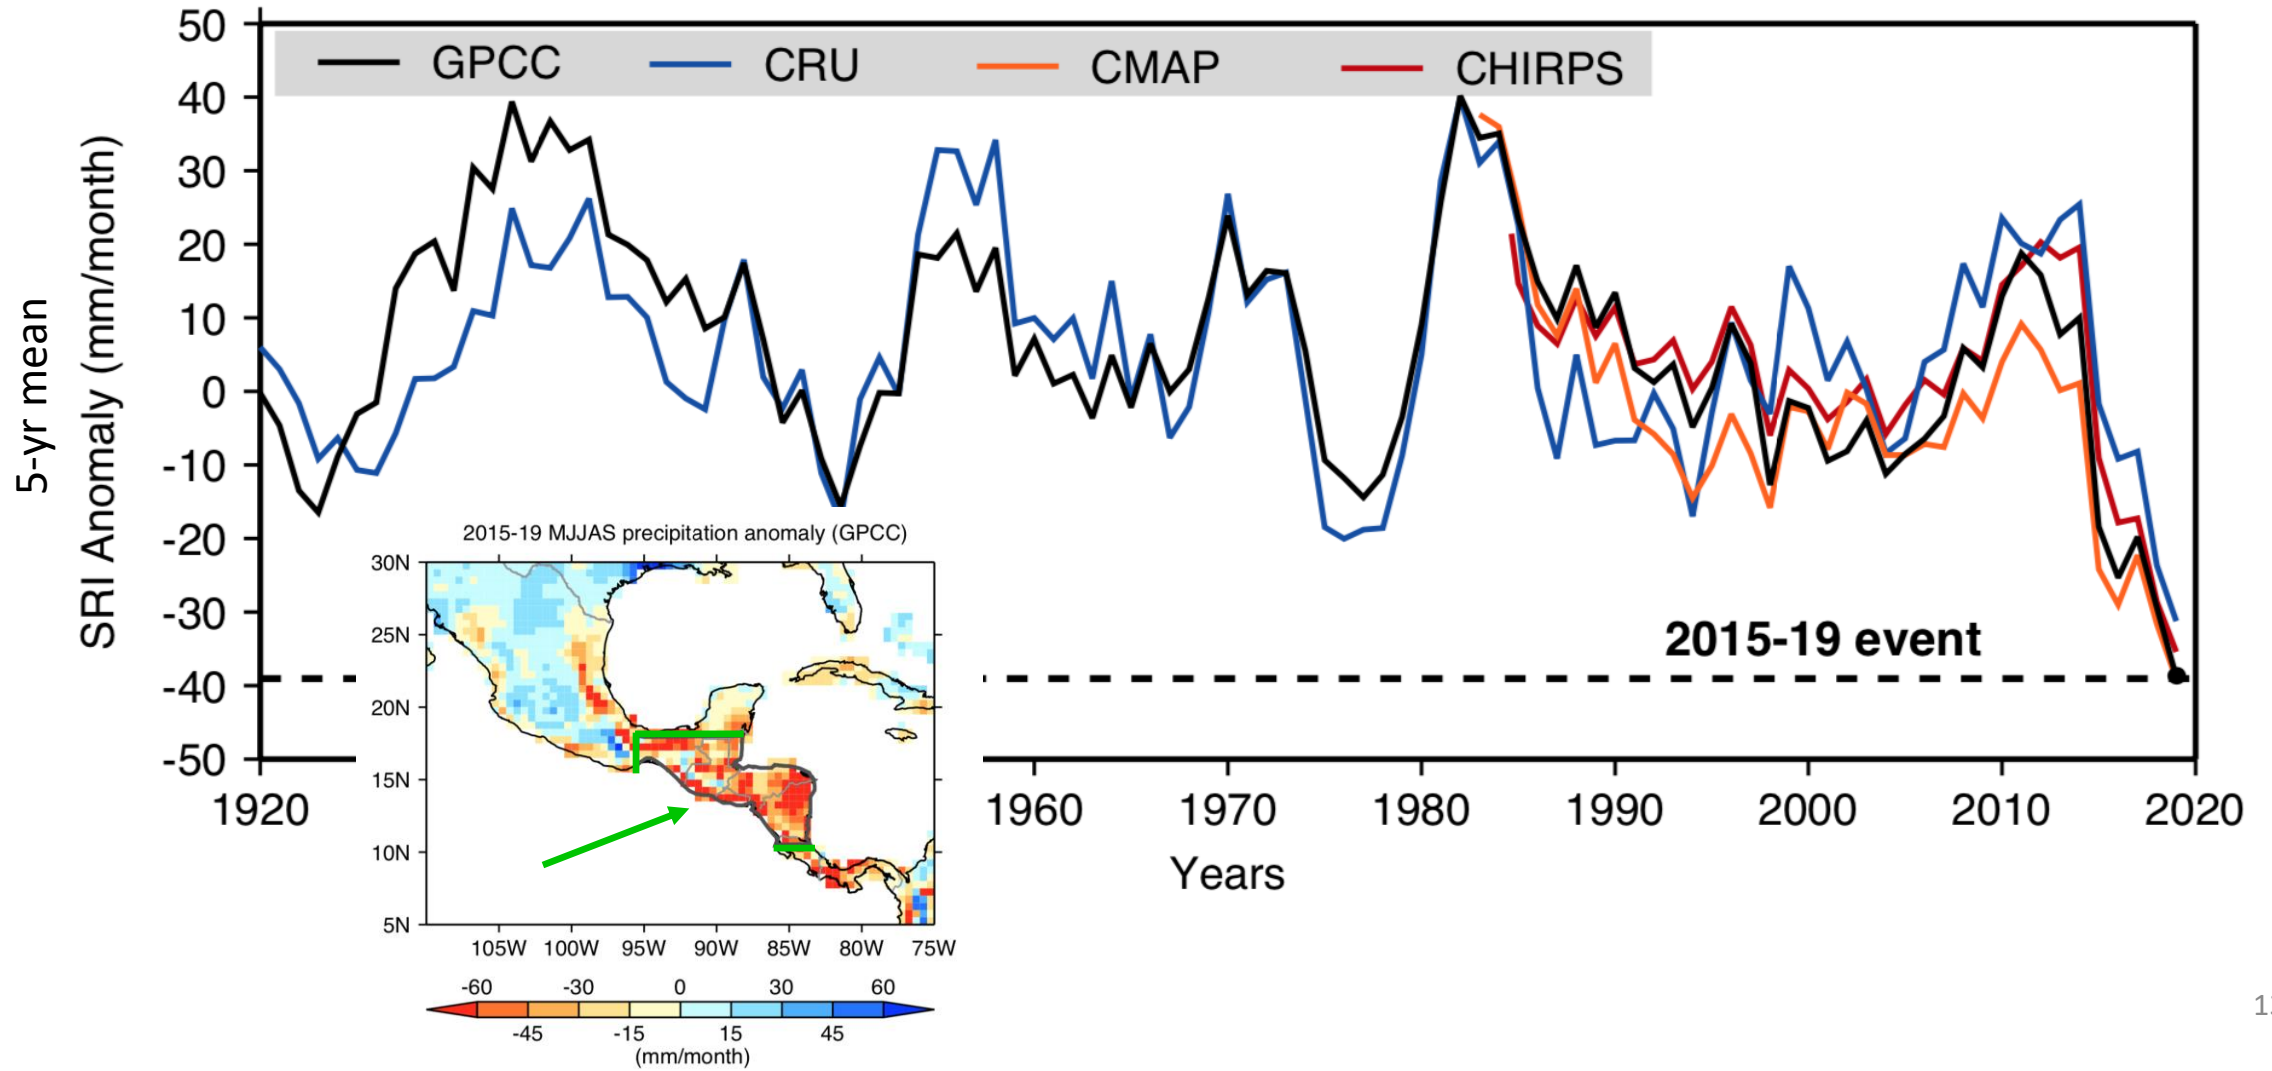 50
GPCC CRU CMAP CHIRPS
40
30
20
10
0
-10
-20
-30
-40
-50
5-yr mean
SRI Anomaly (mm/month)
2015-19 event
1920 1960 1970 1980 1990 2000 2010 2020
Years
2015-19 MJJAS precipitation anomaly (GPCC)
30N
25N
20N
15N
10N
5N
105W 100W 95W 90W 85W 80W 75W
-60 -30 0 30 60
-45 -15 15 45
(mm/month)